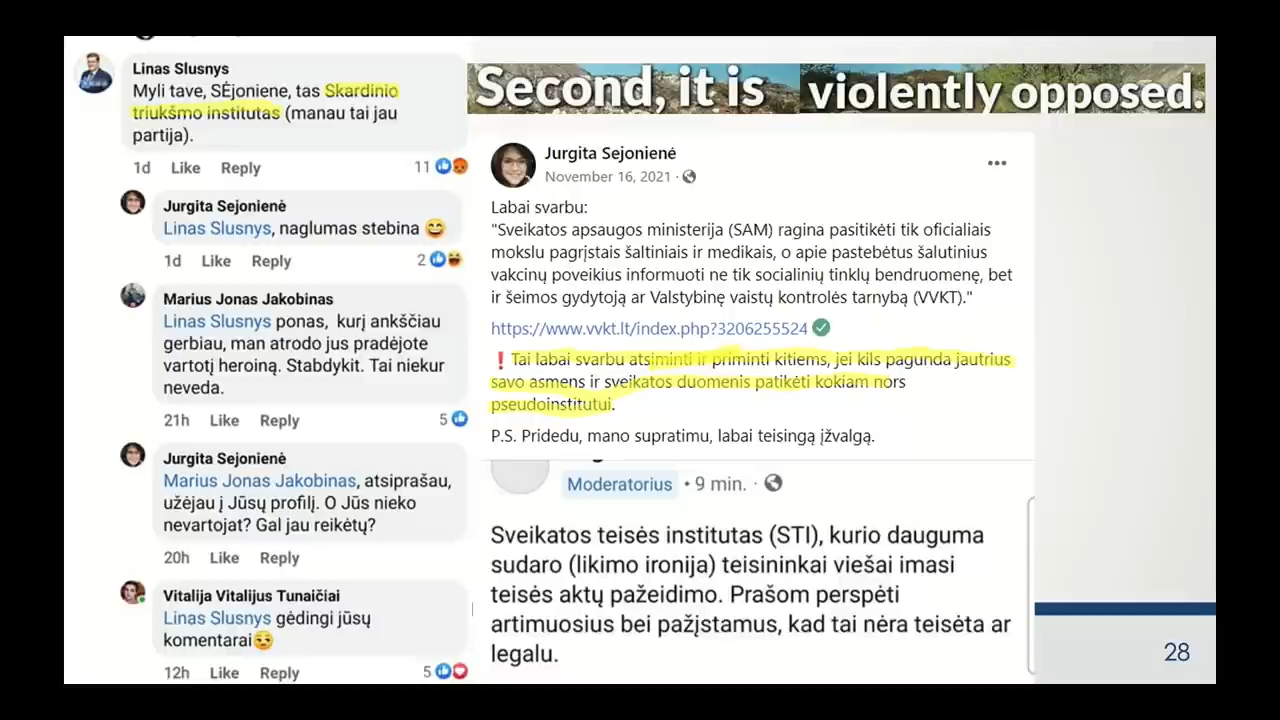 Linas Slusnys
Myli tave, SĖjoniene, tas Skardinio
triukšmo institutas (manau tai jau
partija).
1d Like Reply 11
Jurgita Sejonienė
Linas Slusnys, naglumas stebina
1d Like Reply 2
Marius Jonas Jakobinas
Linas Slusnys ponas, kurį ankščiau
gerbiau, man atrodo jus pradėjote
vartotį heroiną. Stabdykit. Tai niekur
neveda.
21h Like Reply 5
Jurgita Sejonienė
Marius Jonas Jakobinas, atsiprašau,
užėjau į Jūsų profilį. O Jūs nieko
nevartojat? Gal jau reikėtų?
20h Like Reply
Vitalija Vitalijus Tunaičiai
Linas Slusnys gėdingi jūsų
komentarai
12h Like Reply 5
Second, it is violently opposed.
Jurgita Sejonienė
November 16, 2021 ·
Labai svarbu:
"Sveikatos apsaugos ministerija (SAM) ragina pasitikėti tik oficialiais
mokslu pagrįstais šaltiniais ir medikais, o apie pastebėtus šalutinius
vakcinų poveikius informuoti ne tik socialinių tinklų bendruomenę, bet
ir šeimos gydytoją ar Valstybinę vaistų kontrolės tarnybą (VVKT)."
https://www.vvkt.lt/index.php?3206255524
❗Tai labai svarbu atsiminti ir priminti kitiems, jei kils pagunda jautrius
savo asmens ir sveikatos duomenis patikėti kokiam nors
pseudoinstitutui.
P.S. Pridedu, mano supratimu, labai teisingą įžvalgą.
Moderatorius · 9 min. ·
Sveikatos teisės institutas (STI), kurio dauguma
sudaro (likimo ironija) teisininkai viešai imasi
teisės aktų pažeidimo. Prašom perspėti
artimuosius bei pažįstamus, kad tai nėra teisėta ar
legalu.
28